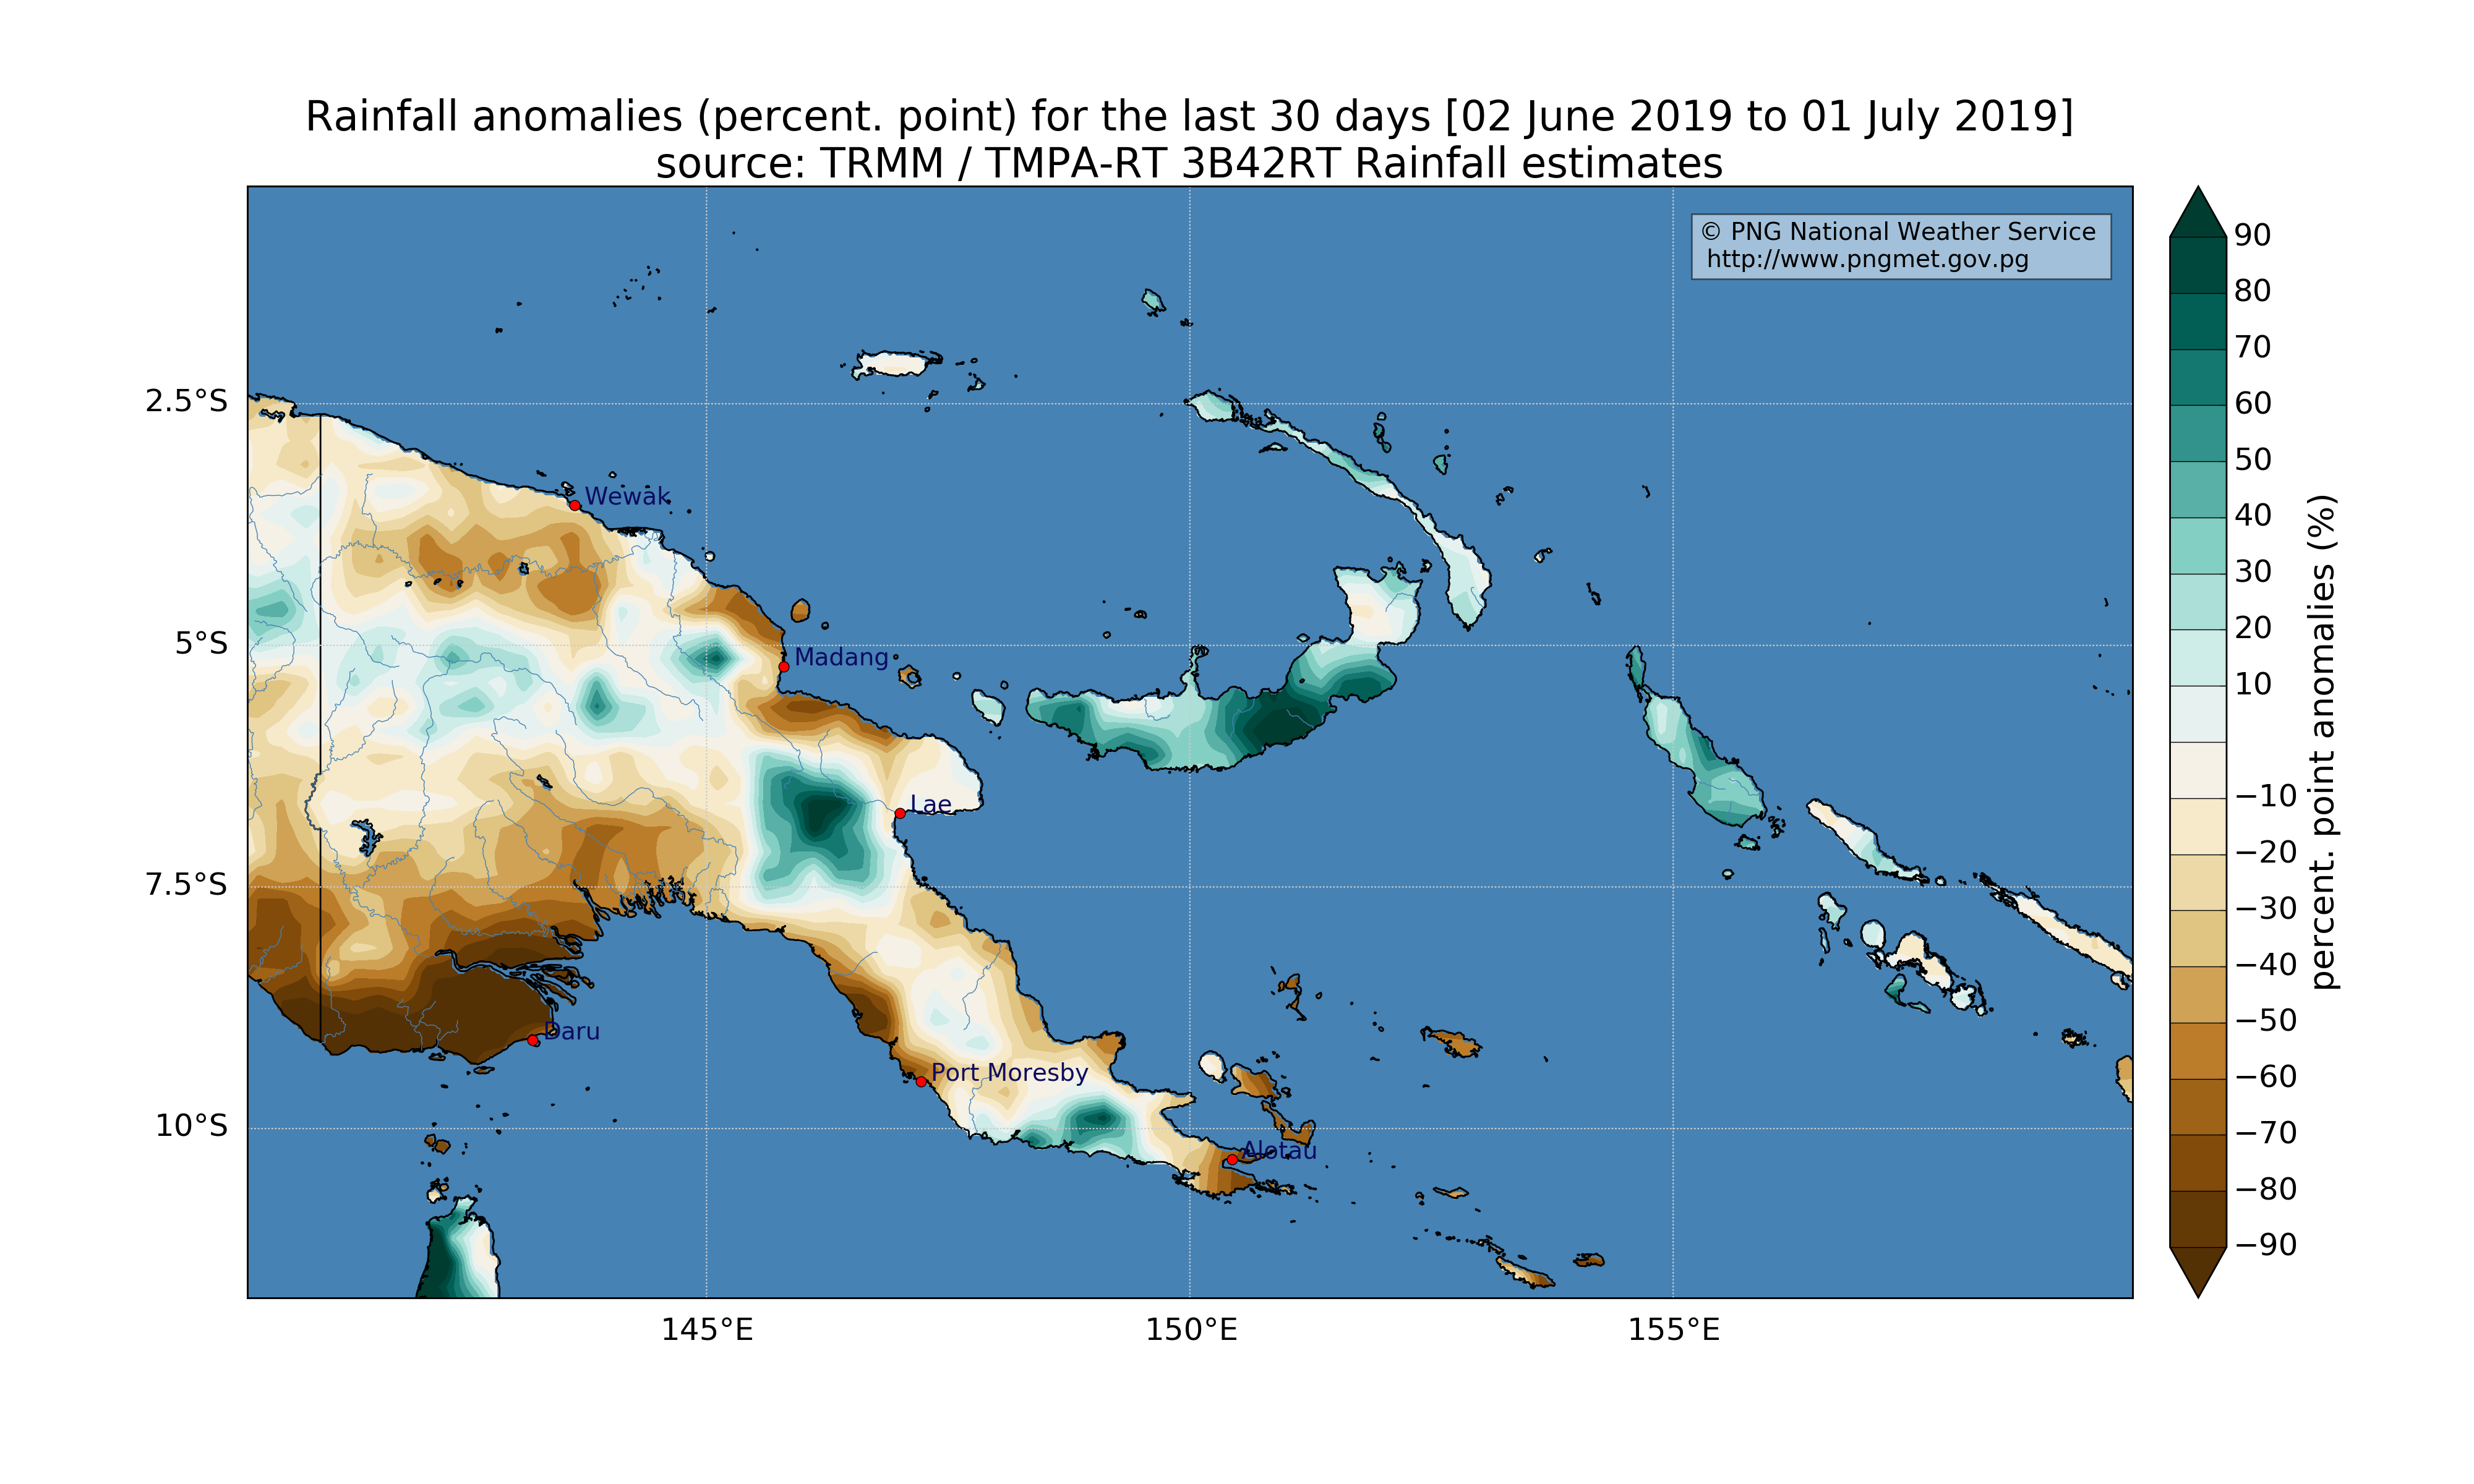 Rainfall anomalies (percent. point) for the last 30 days [02 June 2019 to 01 July 2019]
source: TRMM / TMPA-RT 3B42RT Rainfall estimates
© PNG National Weather Service
http://www.pngmet.gov.pg
2.5°S
5°S
7.5°S
10°S
Wewak
Madang
Lae
Daru
Port Moresby
Alotau
145°E
150°E
155°E
90
80
70
60
50
40
30
20
10
−10
−20
−30
−40
−50
−60
−70
−80
−90
percent. point anomalies (%)